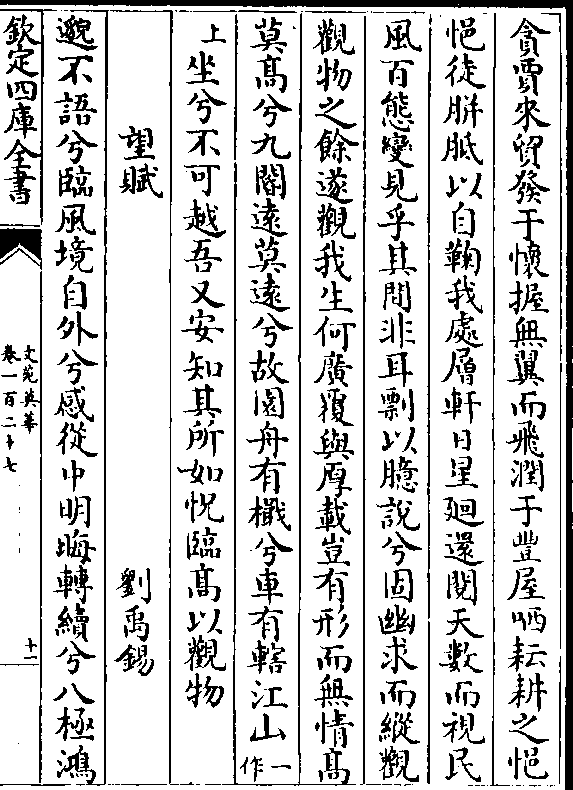 貪賈來貿發于懷握無翼而飛潤于豐屋哂耘耕之悒
悒徒胼胝以自鞠我處層軒日星廻還閱天數而視民
風百態變見乎其間非耳剽以臆說兮固幽求而縱觀
觀物之餘遂觀我生何廣覆與厚載豈有形而無情高
莫高兮九閽遠莫遠兮故園舟有檝兮車有轄江山一作
上坐兮不可越吾又安知其所如怳臨高以觀物
望賦 劉禹錫
邈不語兮臨風境自外兮感從中明晦轉續兮八極鴻
欽定四庫全書
文苑英華
卷一百二十七
十一